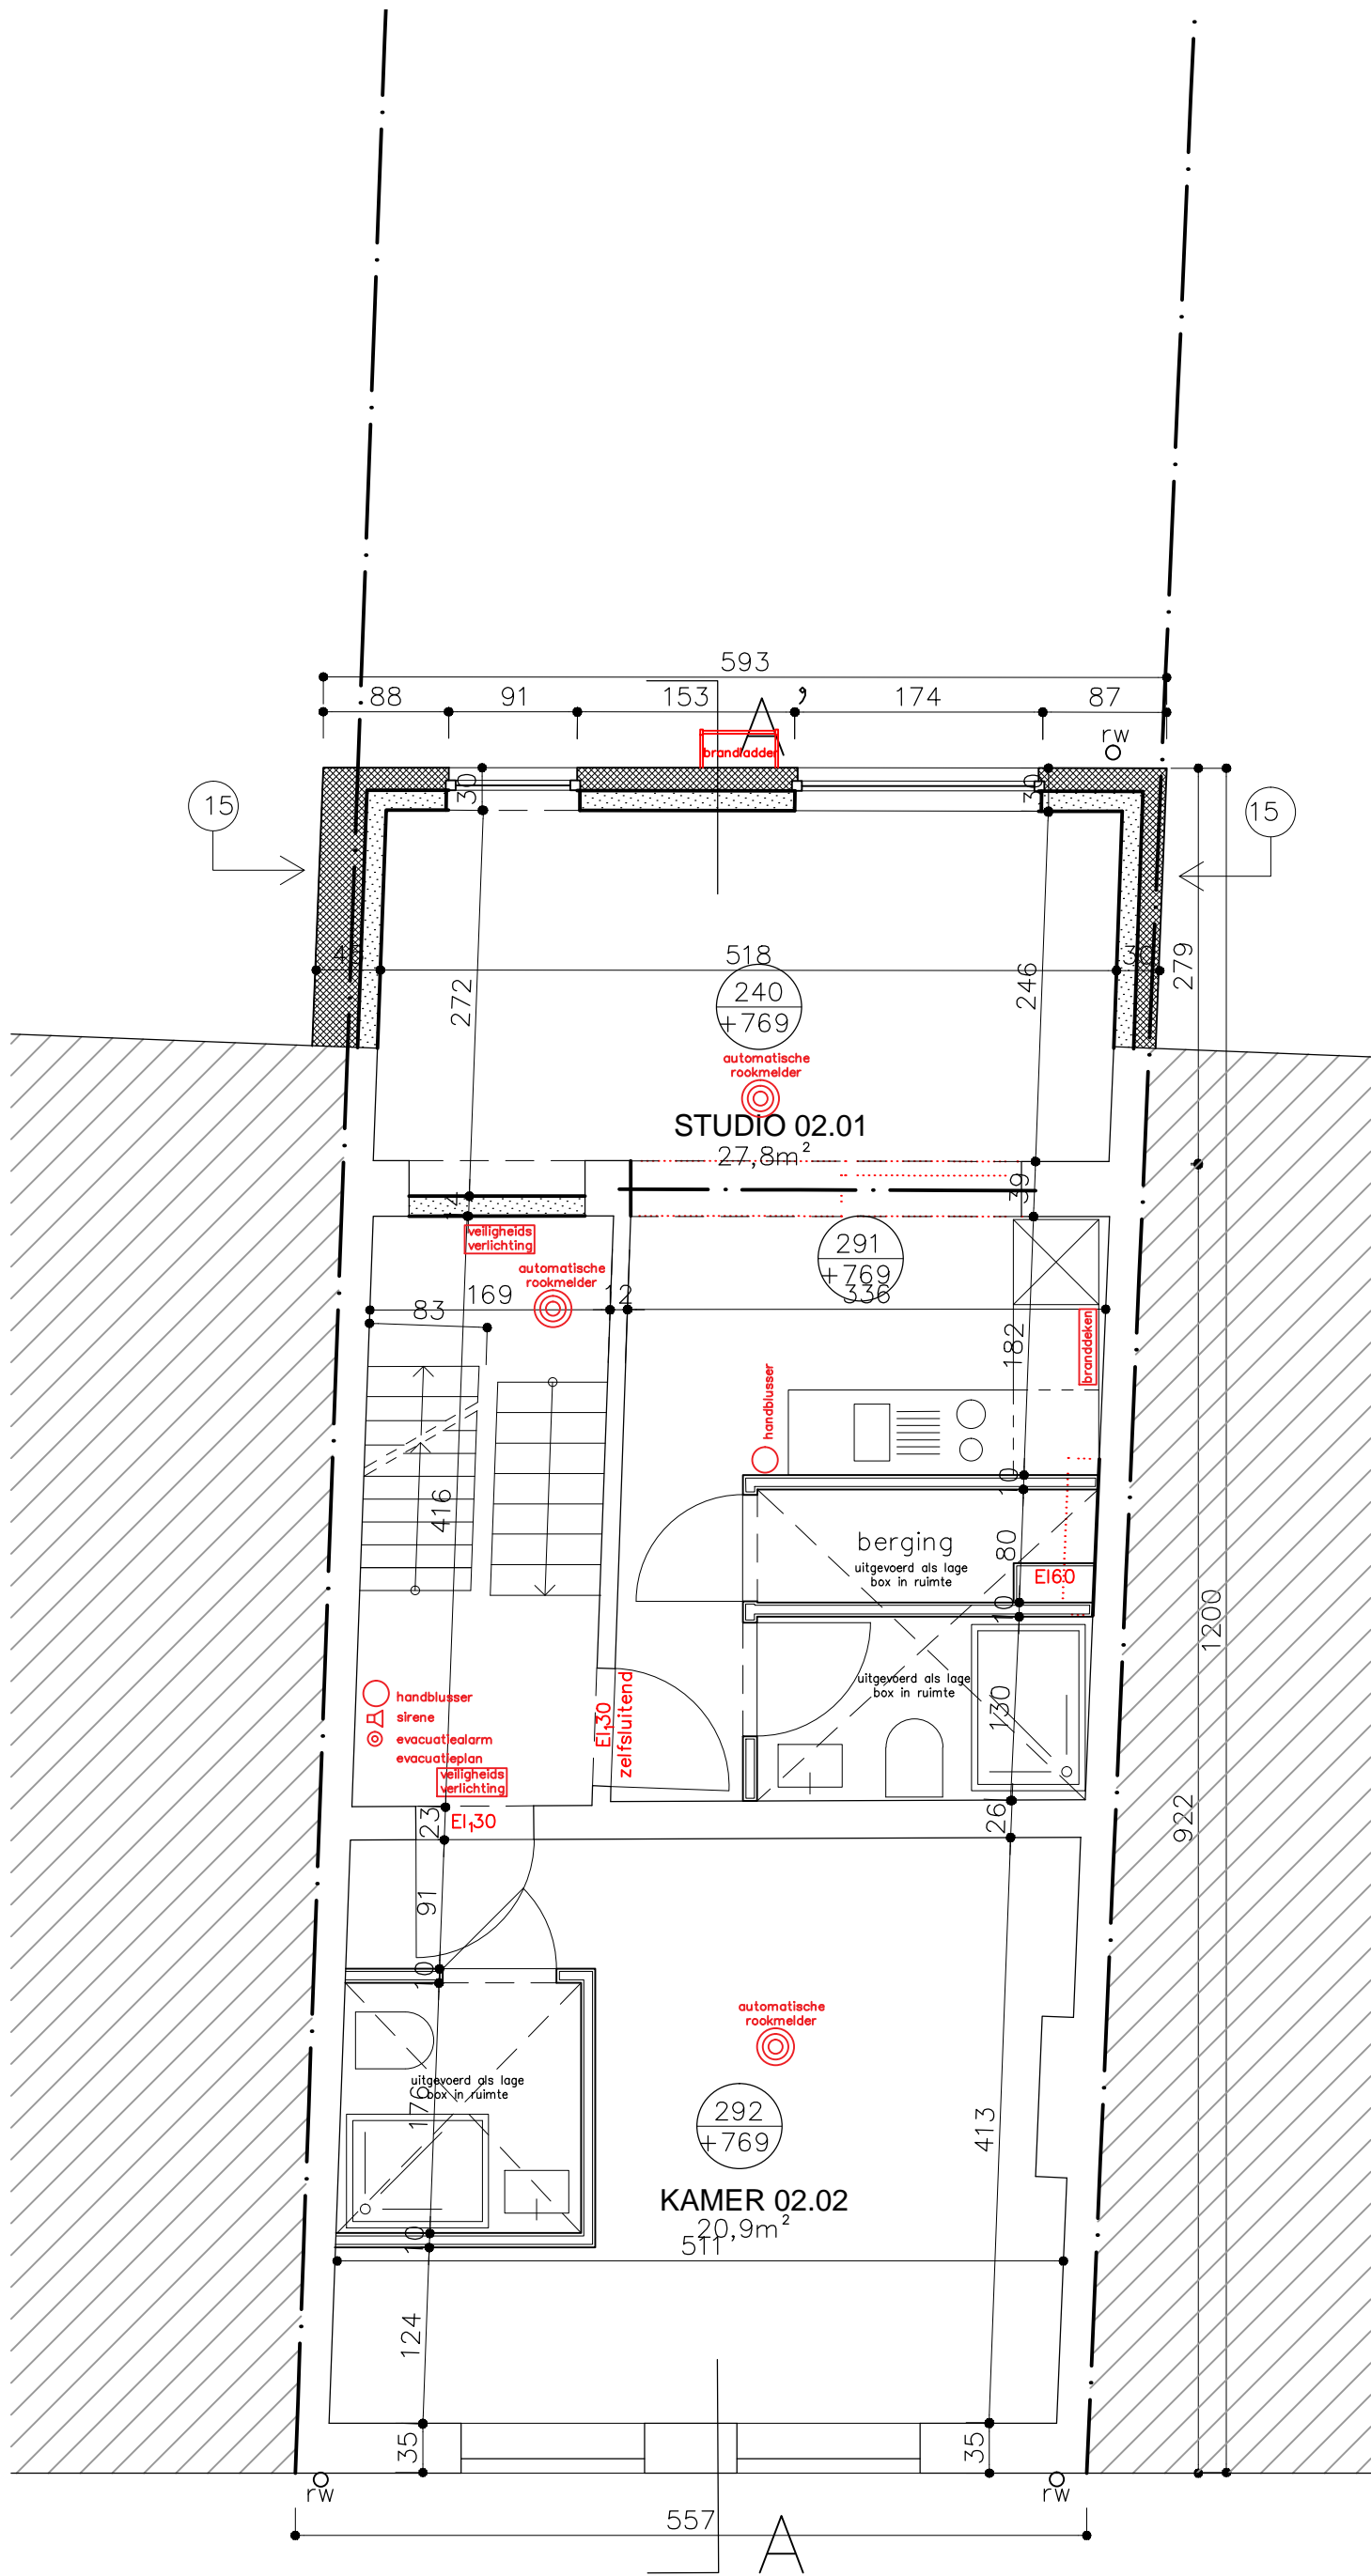 593
88
91
153
174
87
A'
rw
brandladder
30
30
15
15
518
279
272
246
240
+769
automatische
rookmelder
STUDIO 02.01
27,8m²
14
39
veiligheids
verlichting
291
+769
automatische
rookmelder
169
12
336
83
182
branddeken
handblusser
416
10
berging
80
uitgevoerd als lage
box in ruimte
EI60
10
1200
uitgevoerd als lage
box in ruimte
130
EI₁30
zelfsluitend
handblusser
sirene
evacuatiealarm
evacuatieplan
veiligheids
verlichting
23
EI₁30
26
922
91
10
automatische
rookmelder
uitgevoerd als lage
box in ruimte
176
292
+769
413
KAMER 02.02
20,9m²
10
511
124
35
35
rw
rw
557
A